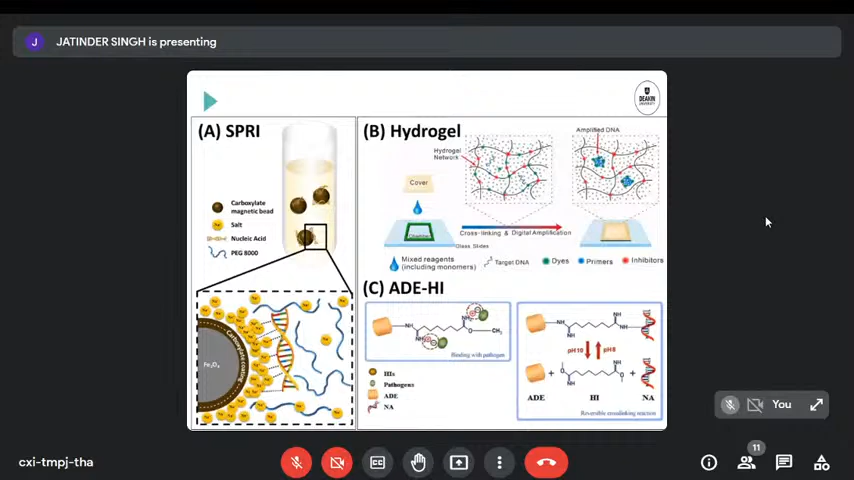 J JATINDER SINGH is presenting
DEAKIN
UNIVERSITY
(A) SPRI
Carboxylate
magnetic bead
Salt
Nucleic Acid
PEG 8000
Carboxylate coating
Fe3O4
(B) Hydrogel
Hydrogel
Network
Amplified DNA
Cover
Chamber
Cross-linking & Digital Amplification
Glass Slides
Mixed reagents
(including monomers)
Target DNA
Dyes
Primers
Inhibitors
(C) ADE-HI
Binding with pathogen
HIs
Pathogens
ADE
NA
pH10
pH8
ADE
HI
NA
Reversible crosslinking reaction
You
cxi-tmpj-tha
11